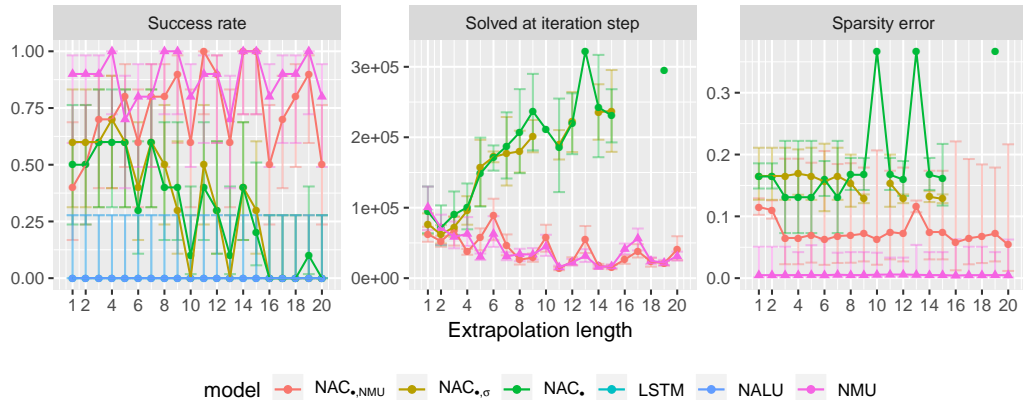 Success rate
Solved at iteration step
Sparsity error
1.00
0.75
0.50
0.25
0.00
3e+05
2e+05
1e+05
0e+00
0.3
0.2
0.1
0.0
1 2 4 6 8 10 12 14 16 18 20
1 2 4 6 8 10 12 14 16 18 20
1 2 4 6 8 10 12 14 16 18 20
Extrapolation length
model NAC•,NMU NAC•,σ NAC• LSTM NALU NMU